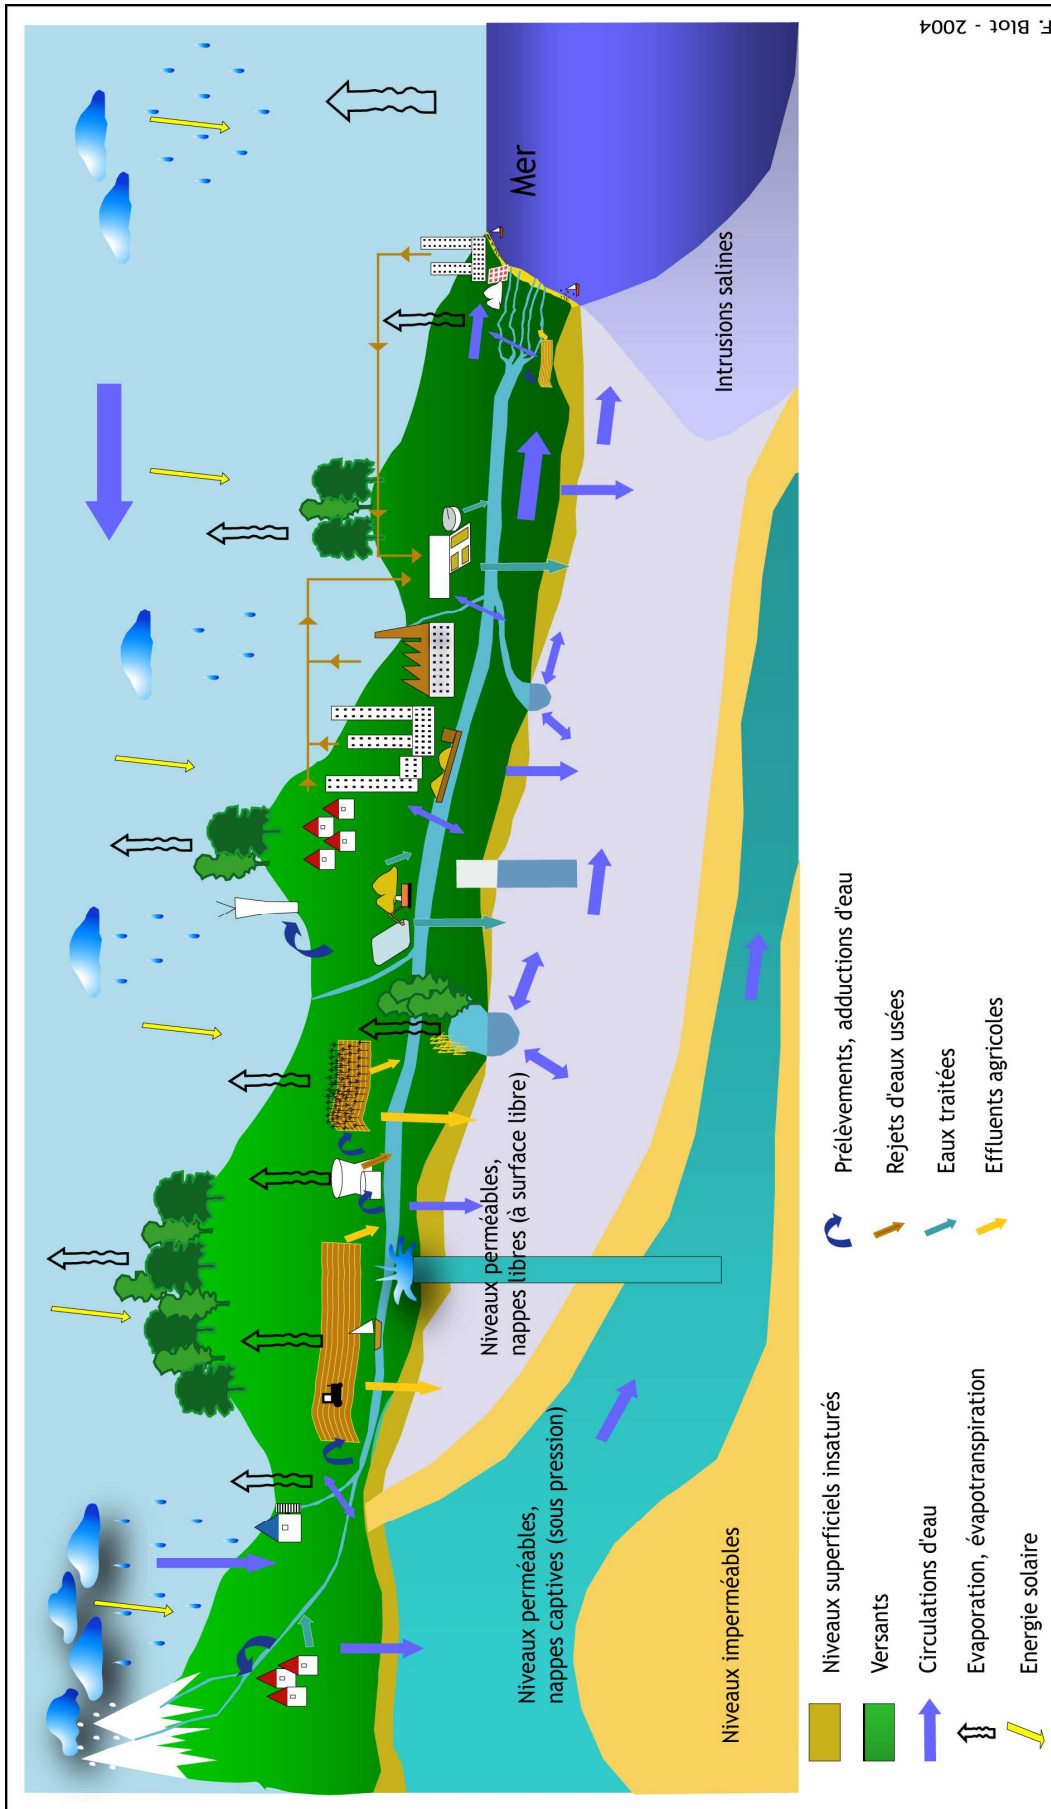 F. Blot - 2004
Mer
Intrusions salines
Niveaux perméables,
nappes libres (à surface libre)
Niveaux perméables,
nappes captives (sous pression)
Niveaux imperméables
Niveaux superficiels insaturés
Versants
Circulations d'eau
Evaporation, évapotranspiration
Energie solaire
Prélèvements, adductions d'eau
Rejets d'eaux usées
Eaux traitées
Effluents agricoles